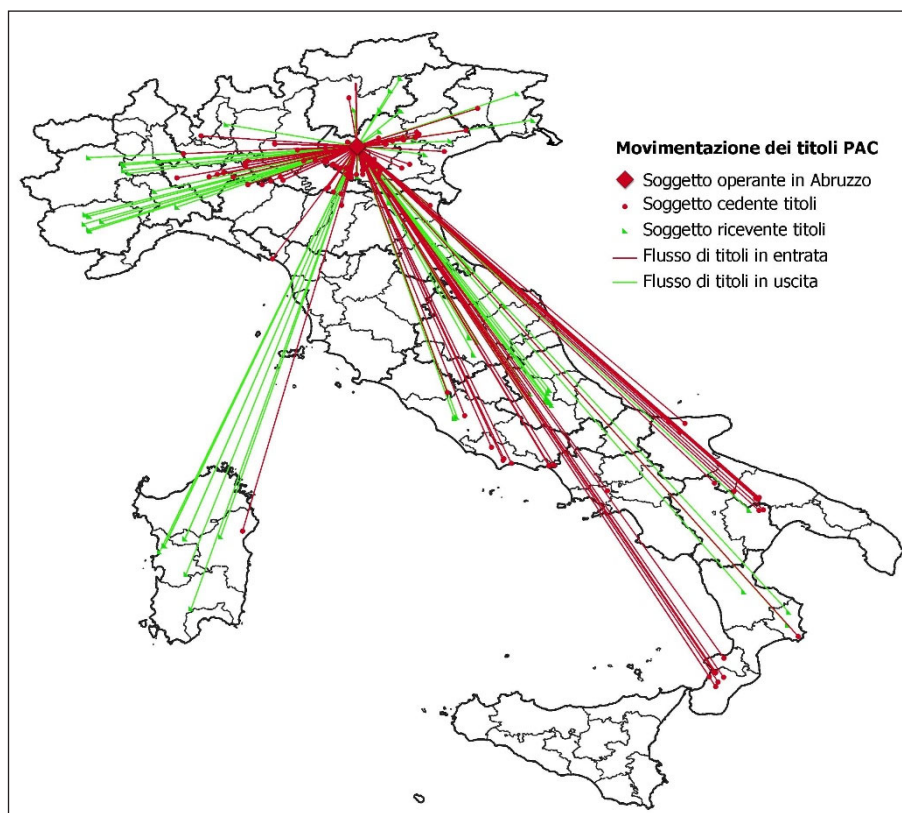 Movimentazione dei titoli PAC
Soggetto operante in Abruzzo
Soggetto cedente titoli
Soggetto ricevente titoli
Flusso di titoli in entrata
Flusso di titoli in uscita